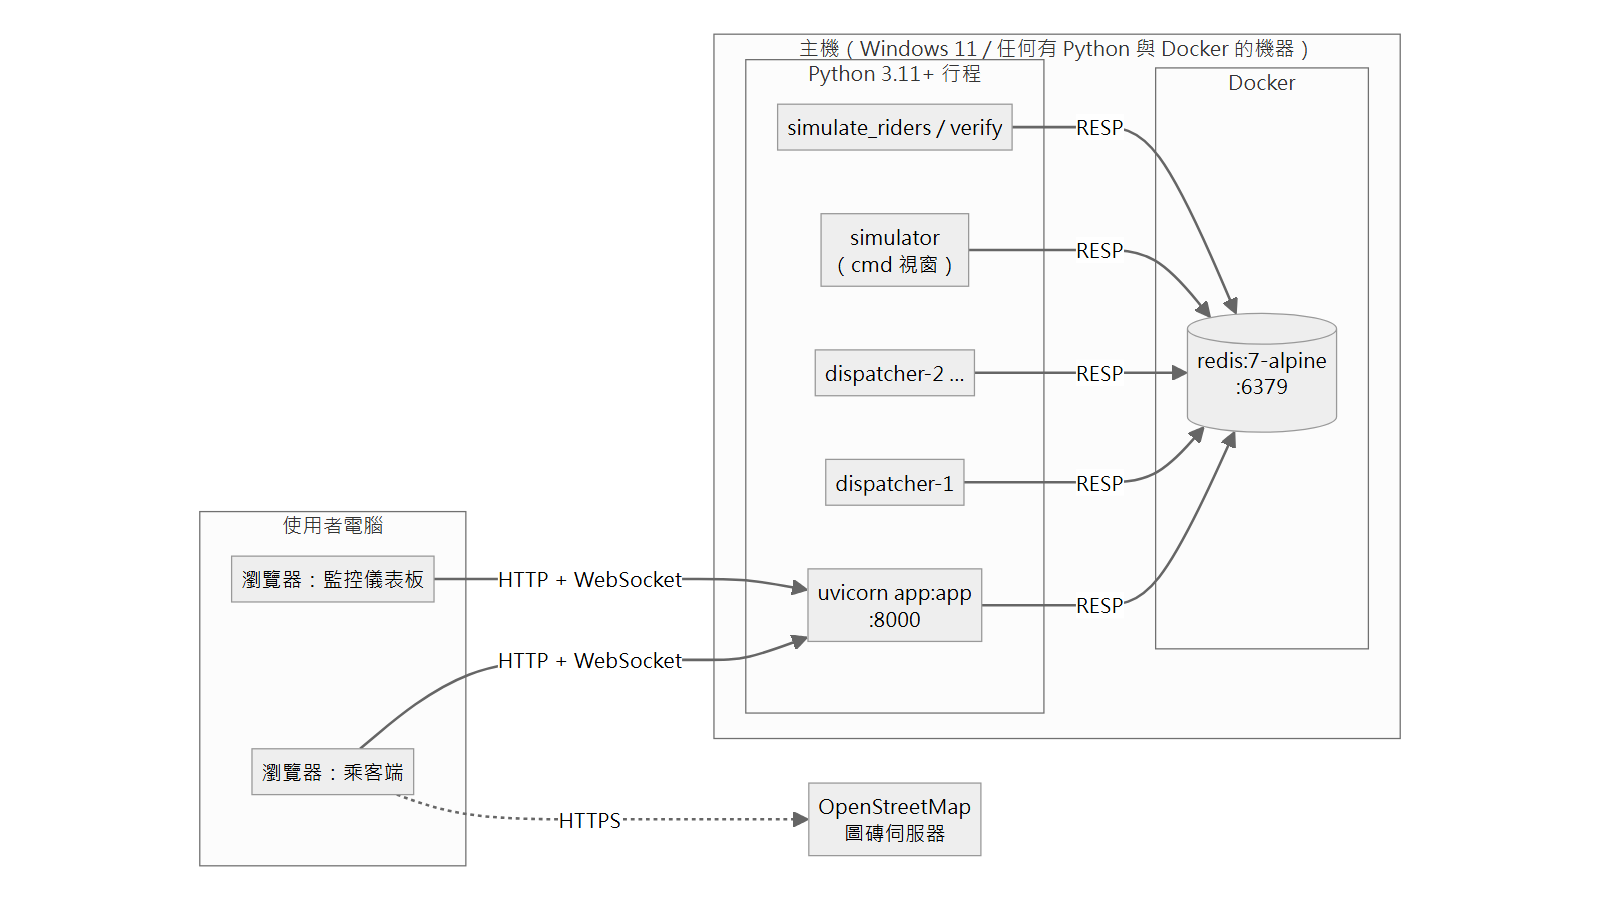 主機（Windows 11 / 任何有 Python 與 Docker 的機器）
Python 3.11+ 行程
Docker
simulate_riders / verify
RESP
simulator
（cmd 視窗）
RESP
redis:7-alpine
:6379
dispatcher-2 ...
RESP
dispatcher-1
RESP
使用者電腦
瀏覽器：監控儀表板
HTTP + WebSocket
uvicorn app:app
:8000
RESP
HTTP + WebSocket
瀏覽器：乘客端
HTTPS
OpenStreetMap
圖磚伺服器